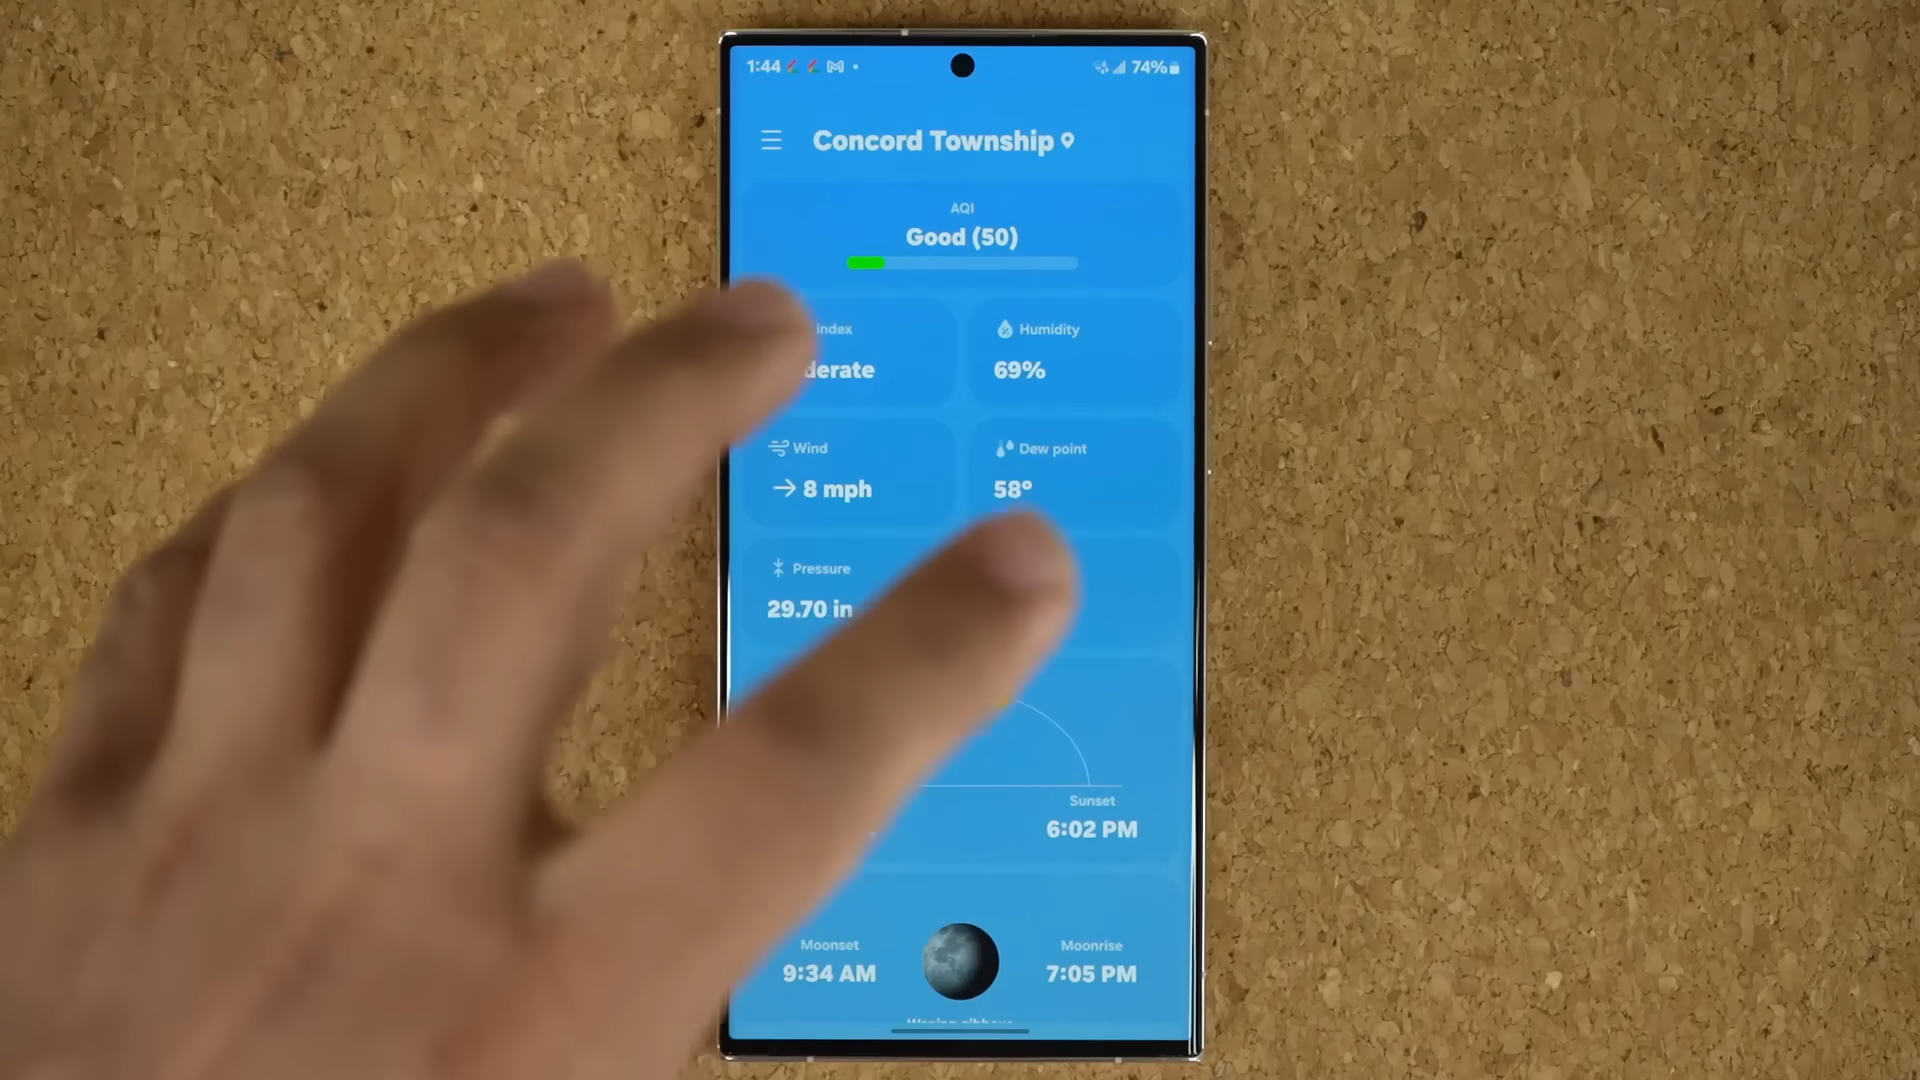 1:44
74%
Concord Township
AQI
Good (50)
index
Humidity
69%
Wind
Dew point
8 mph
58°
Pressure
29.70 in
Sunset
6:02 PM
Moonset
Moonrise
9:34 AM
7:05 PM